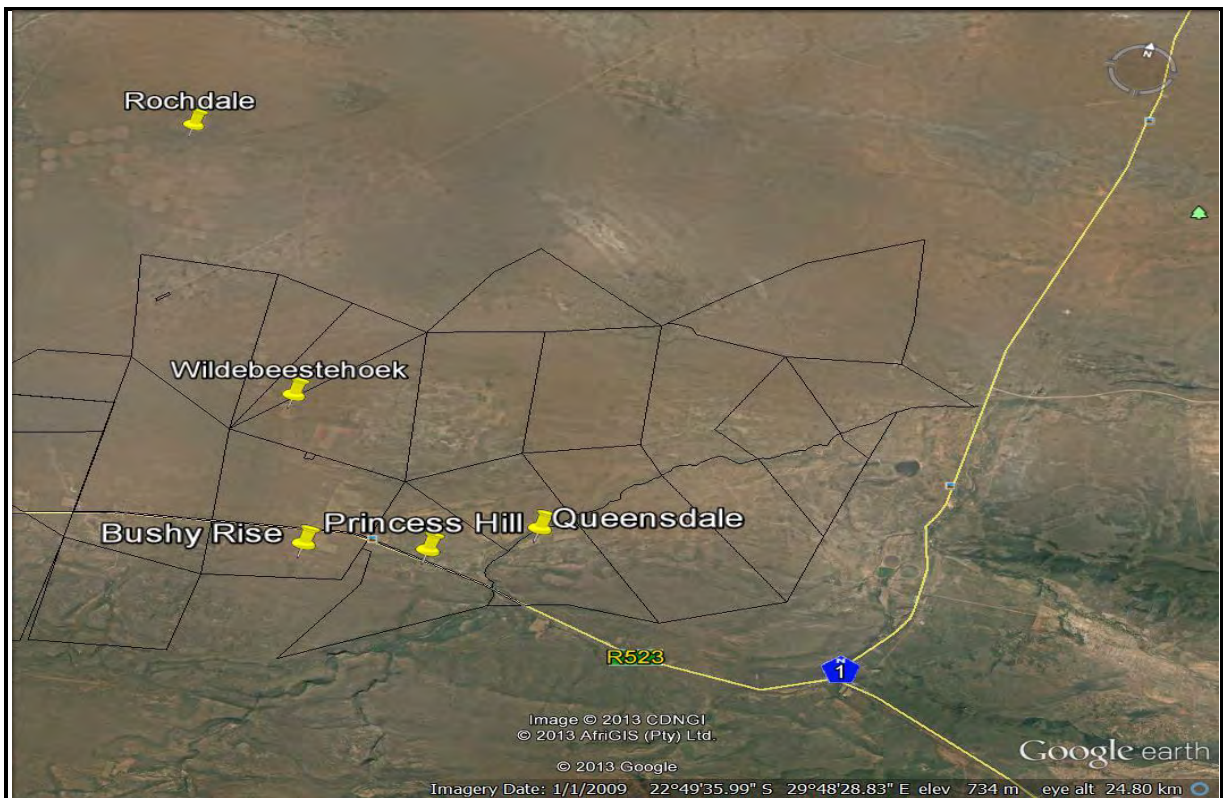 Rochdale
N
Wildebeestehoek
Bushy Rise
Princess Hill
Queensdale
R523
N
1
Image © 2013 CDNGI
© 2013 AfriGIS (Pty) Ltd.
© 2013 Google
Google earth
Imagery Date: 1/1/2009 22°49'35.99" S 29°48'28.83" E elev 734 m eye alt 24.80 km